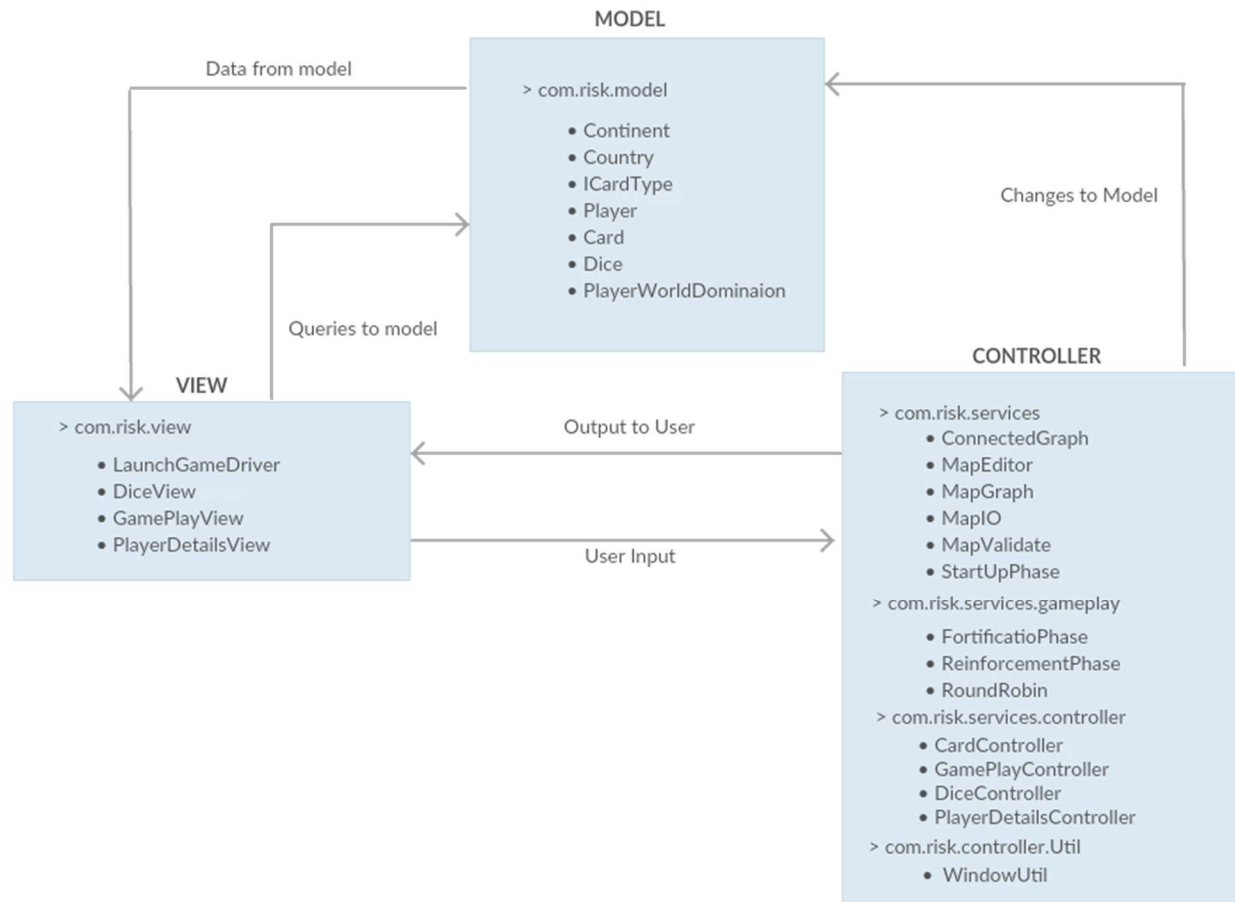 MODEL
Data from model
> com.risk.model
• Continent
• Country
• ICardType
• Player
• Card
• Dice
• PlayerWorldDominaion
Changes to Model
Queries to model
VIEW
> com.risk.view
• LaunchGameDriver
• DiceView
• GamePlayView
• PlayerDetailsView
Output to User
User Input
CONTROLLER
> com.risk.services
• ConnectedGraph
• MapEditor
• MapGraph
• MapIO
• MapValidate
• StartUpPhase
> com.risk.services.gameplay
• FortificatioPhase
• ReinforcementPhase
• RoundRobin
> com.risk.services.controller
• CardController
• GamePlayController
• DiceController
• PlayerDetailsController
> com.risk.controller.Util
• WindowUtil